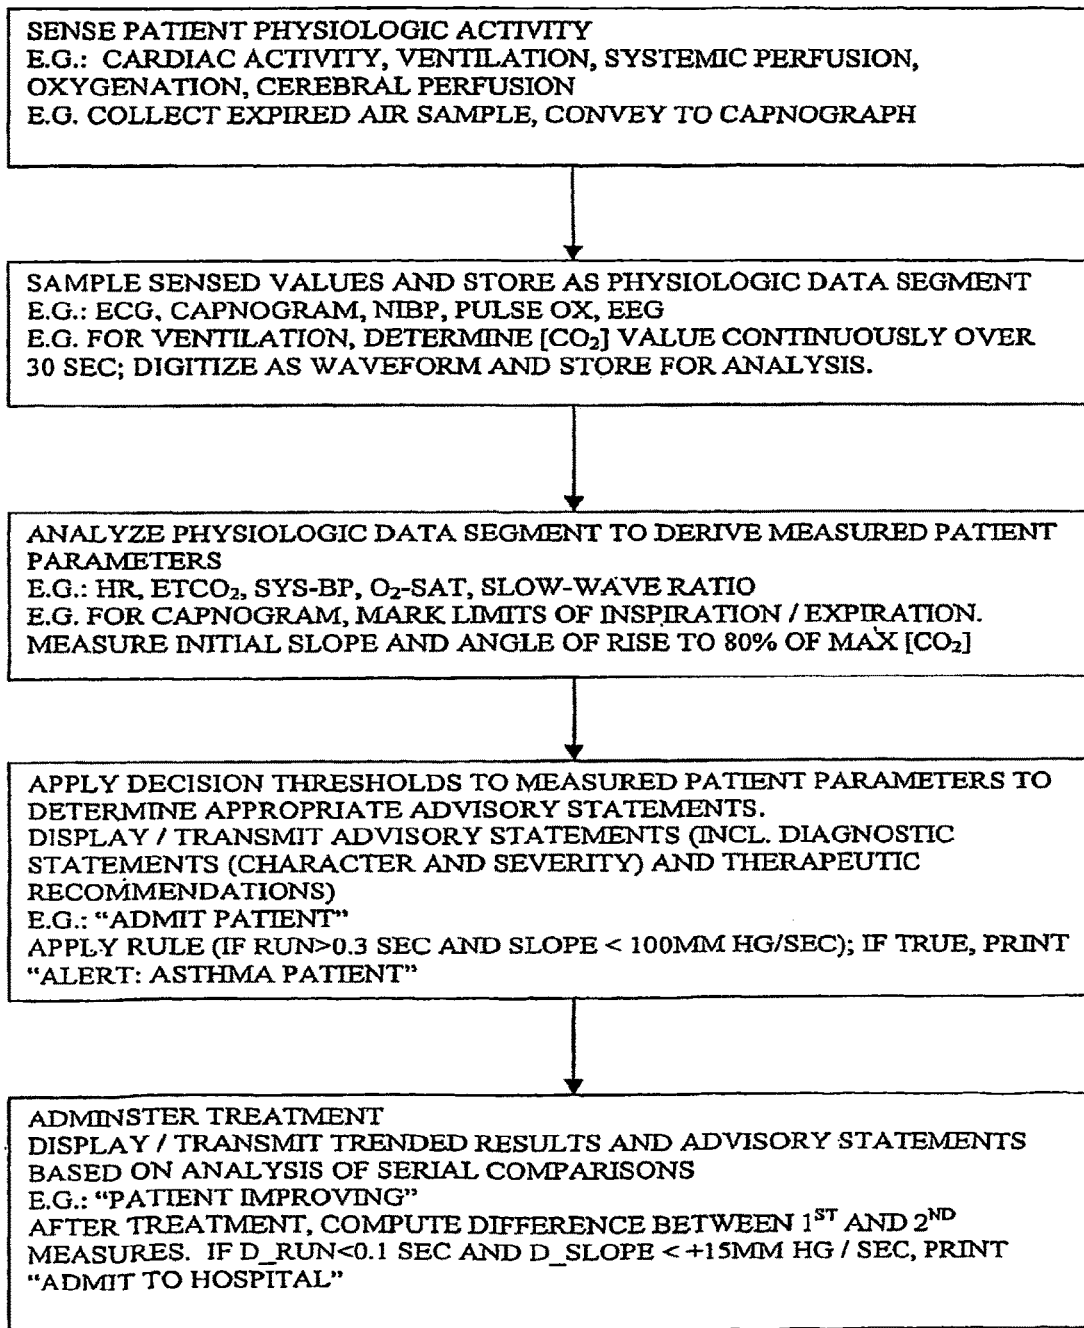 SENSE PATIENT PHYSIOLOGIC ACTIVITY
E.G.: CARDIAC ACTIVITY, VENTILATION, SYSTEMIC PERFUSION,
OXYGENATION, CEREBRAL PERFUSION
E.G. COLLECT EXPIRED AIR SAMPLE, CONVEY TO CAPNOGRAPH
SAMPLE SENSED VALUES AND STORE AS PHYSIOLOGIC DATA SEGMENT
E.G.: ECG, CAPNOGRAM, NIBP, PULSE OX, EEG
E.G. FOR VENTILATION, DETERMINE [CO₂] VALUE CONTINUOUSLY OVER
30 SEC; DIGITIZE AS WAVEFORM AND STORE FOR ANALYSIS.
ANALYZE PHYSIOLOGIC DATA SEGMENT TO DERIVE MEASURED PATIENT
PARAMETERS
E.G.: HR, ETCO₂, SYS-BP, O₂-SAT, SLOW-WAVE RATIO
E.G. FOR CAPNOGRAM, MARK LIMITS OF INSPIRATION / EXPIRATION.
MEASURE INITIAL SLOPE AND ANGLE OF RISE TO 80% OF MAX [CO₂]
APPLY DECISION THRESHOLDS TO MEASURED PATIENT PARAMETERS TO
DETERMINE APPROPRIATE ADVISORY STATEMENTS.
DISPLAY / TRANSMIT ADVISORY STATEMENTS (INCL. DIAGNOSTIC
STATEMENTS (CHARACTER AND SEVERITY) AND THERAPEUTIC
RECOMMENDATIONS)
E.G.: “ADMIT PATIENT”
APPLY RULE (IF RUN>0.3 SEC AND SLOPE < 100MM HG/SEC); IF TRUE, PRINT
“ALERT: ASTHMA PATIENT”
ADMINSTER TREATMENT
DISPLAY / TRANSMIT TRENDED RESULTS AND ADVISORY STATEMENTS
BASED ON ANALYSIS OF SERIAL COMPARISONS
E.G.: “PATIENT IMPROVING”
AFTER TREATMENT, COMPUTE DIFFERENCE BETWEEN 1ST AND 2ND
MEASURES. IF D_RUN<0.1 SEC AND D_SLOPE < +15MM HG / SEC, PRINT
“ADMIT TO HOSPITAL”